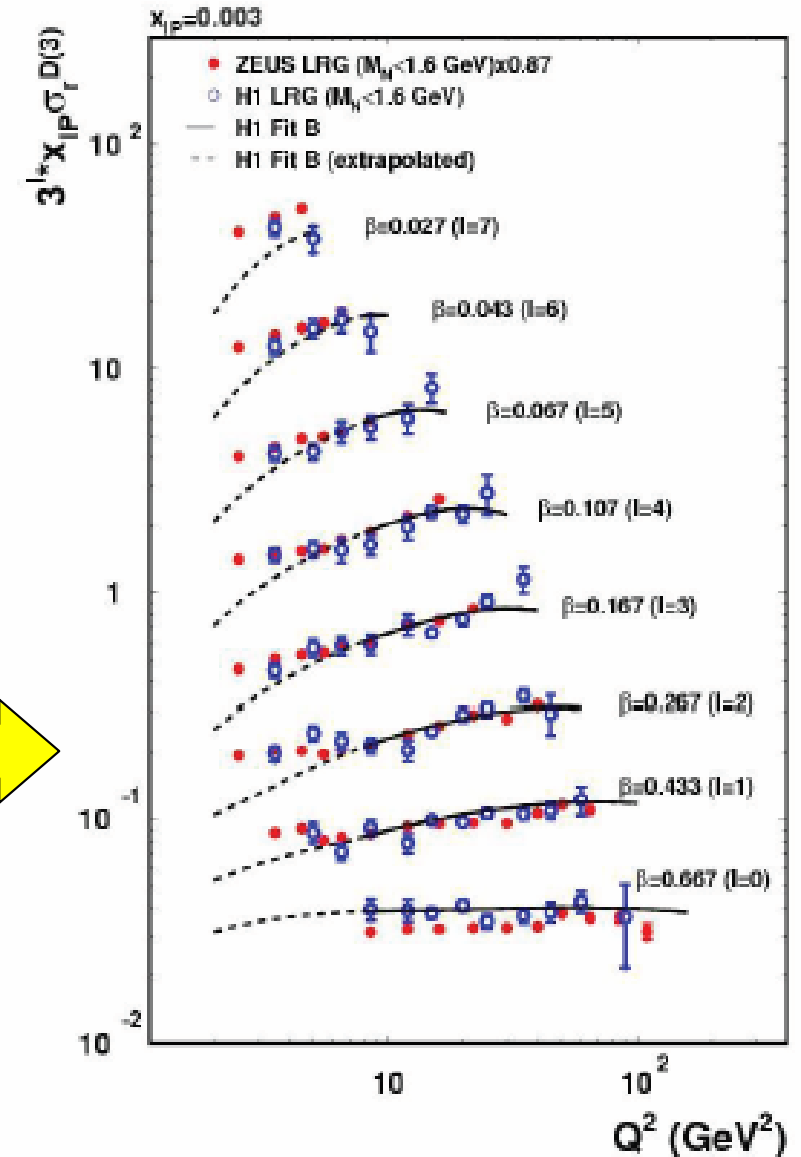 x_IP=0.003
ZEUS LRG (M_N<1.6 GeV)x0.87
H1 LRG (M_N<1.6 GeV)
H1 Fit B
H1 Fit B (extrapolated)
3^l*x_IP σ_r^D(3)
10^2
β=0.027 (l=7)
β=0.043 (l=6)
10
β=0.067 (l=5)
β=0.107 (l=4)
1
β=0.167 (l=3)
β=0.267 (l=2)
β=0.433 (l=1)
10^-1
β=0.667 (l=0)
10^-2
10
10^2
Q^2 (GeV^2)